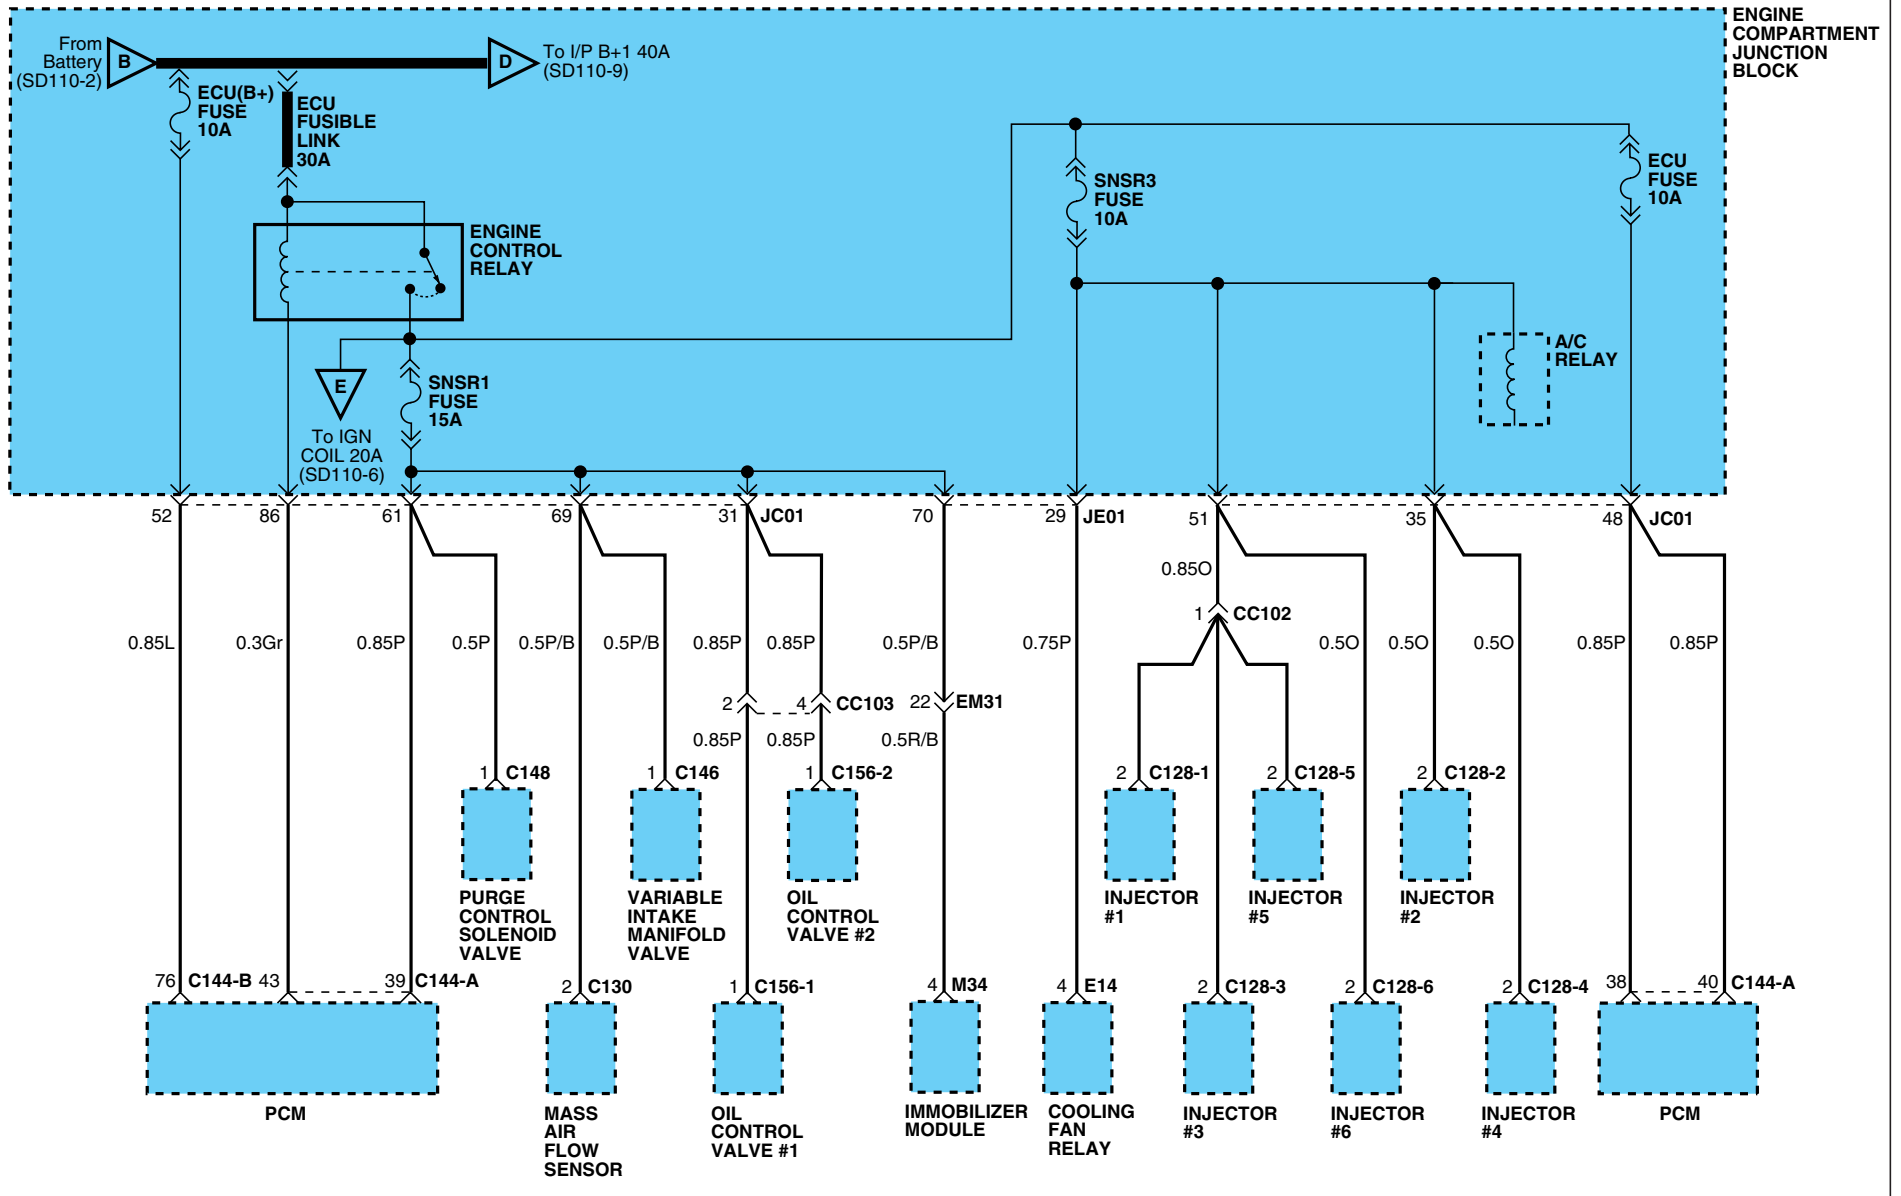 ENGINE
COMPARTMENT
JUNCTION
BLOCK
From
Battery
(SD110-2)
B
D
To I/P B+1 40A
(SD110-9)
ECU(B+)
FUSE
10A
ECU
FUSIBLE
LINK
30A
SNSR3
FUSE
10A
ECU
FUSE
10A
ENGINE
CONTROL
RELAY
A/C
RELAY
E
To IGN
COIL 20A
(SD110-6)
SNSR1
FUSE
15A
52
86
61
69
31
JC01
70
29
JE01
51
35
48
JC01
0.85O
1
CC102
0.85L
0.3Gr
0.85P
0.5P
0.5P/B
0.5P/B
0.85P
0.85P
0.5P/B
0.75P
0.5O
0.5O
0.5O
0.85P
0.85P
2
4
CC103
22
EM31
0.85P
0.85P
0.5R/B
1
C148
1
C146
1
C156-2
2
C128-1
2
C128-5
2
C128-2
PURGE
CONTROL
SOLENOID
VALVE
VARIABLE
INTAKE
MANIFOLD
VALVE
OIL
CONTROL
VALVE #2
INJECTOR
#1
INJECTOR
#5
INJECTOR
#2
76
C144-B
43
39
C144-A
2
C130
1
C156-1
4
M34
4
E14
2
C128-3
2
C128-6
2
C128-4
38
40
C144-A
PCM
MASS
AIR
FLOW
SENSOR
OIL
CONTROL
VALVE #1
IMMOBILIZER
MODULE
COOLING
FAN
RELAY
INJECTOR
#3
INJECTOR
#6
INJECTOR
#4
PCM